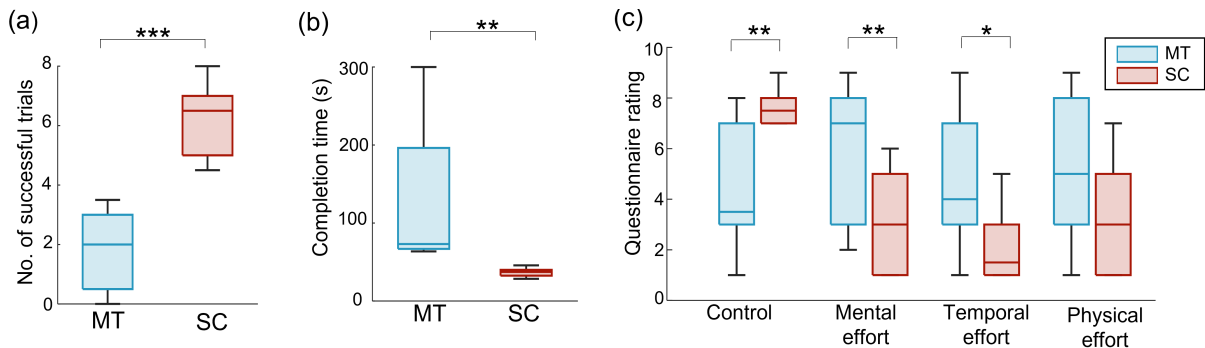 (a)
***
No. of successful trials
8
6
4
2
0
MT
SC
(b)
**
Completion time (s)
300
200
100
0
MT
SC
(c)
**
**
*
MT
SC
Questionnaire rating
10
8
6
4
2
0
Control
Mental
effort
Temporal
effort
Physical
effort